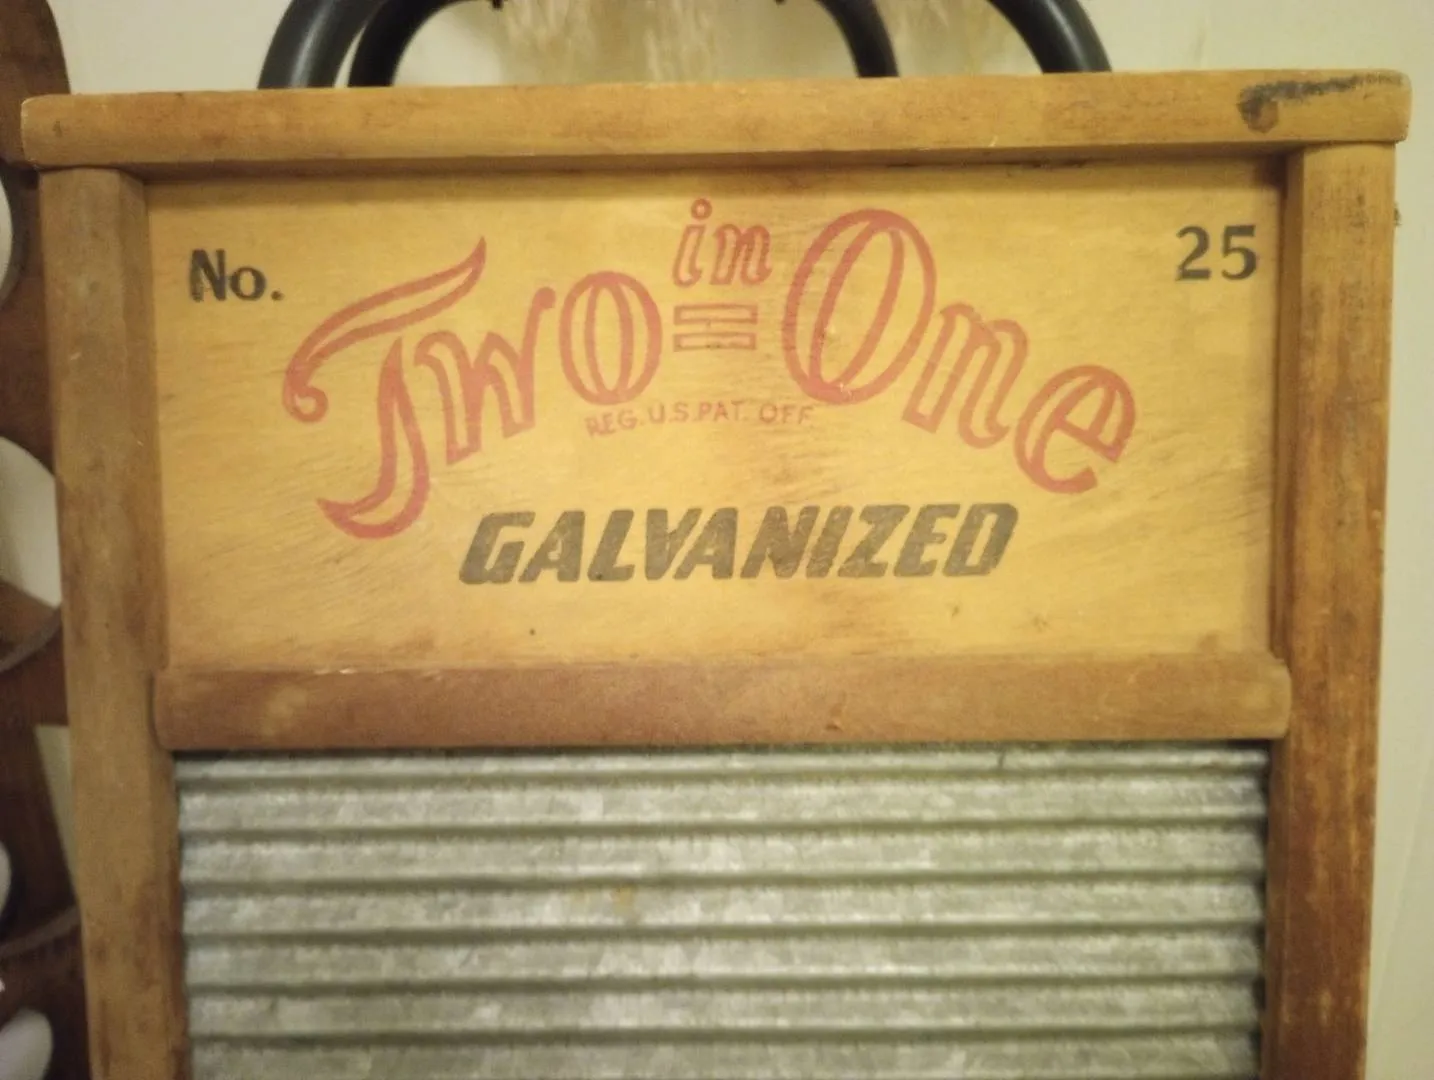 No. Two in One 25
REG. U.S. PAT. OFF.
GALVANIZED